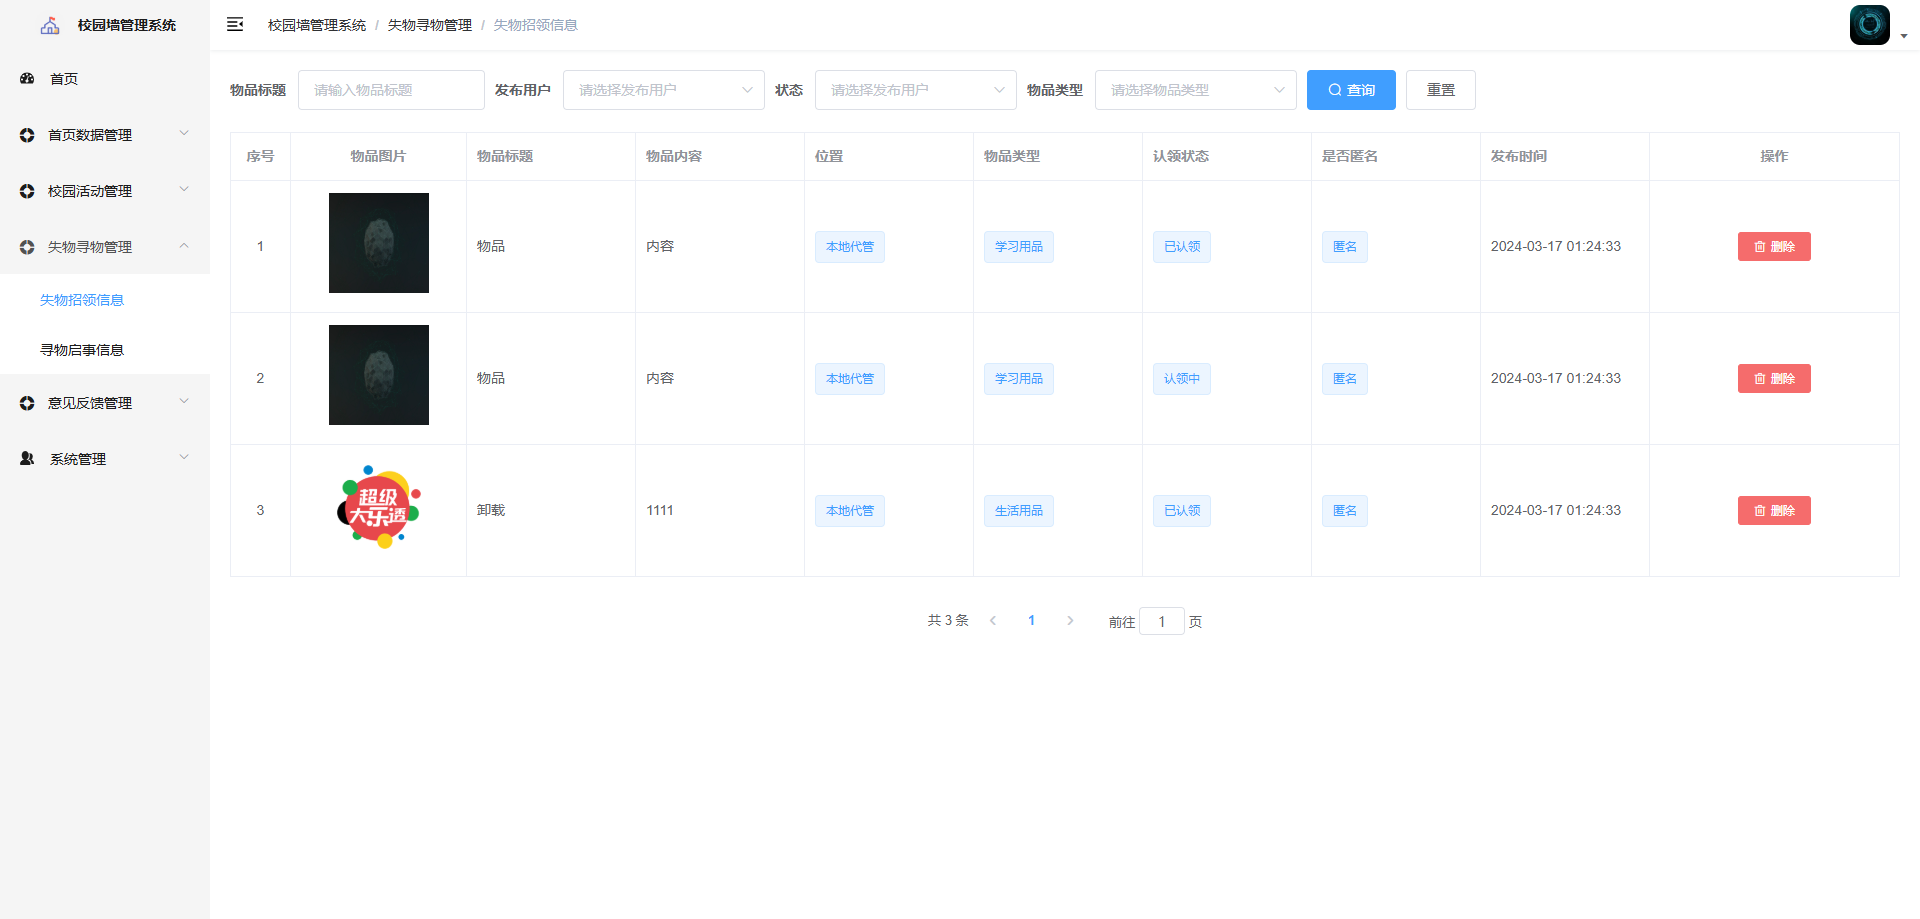 校园墙管理系统
校园墙管理系统 / 失物寻物管理 / 失物招领信息
首页
首页数据管理
校园活动管理
失物寻物管理
失物招领信息
寻物启事信息
意见反馈管理
系统管理
物品标题 请输入物品标题 发布用户 请选择发布用户 状态 请选择发布用户 物品类型 请选择物品类型 查询 重置
序号 物品图片 物品标题 物品内容 位置 物品类型 认领状态 是否匿名 发布时间 操作
1 物品 内容 本地代管 学习用品 已认领 匿名 2024-03-17 01:24:33 删除
2 物品 内容 本地代管 学习用品 认领中 匿名 2024-03-17 01:24:33 删除
超级
大乐透
3 卸载 1111 本地代管 生活用品 已认领 匿名 2024-03-17 01:24:33 删除
共 3 条 1 前往 1 页